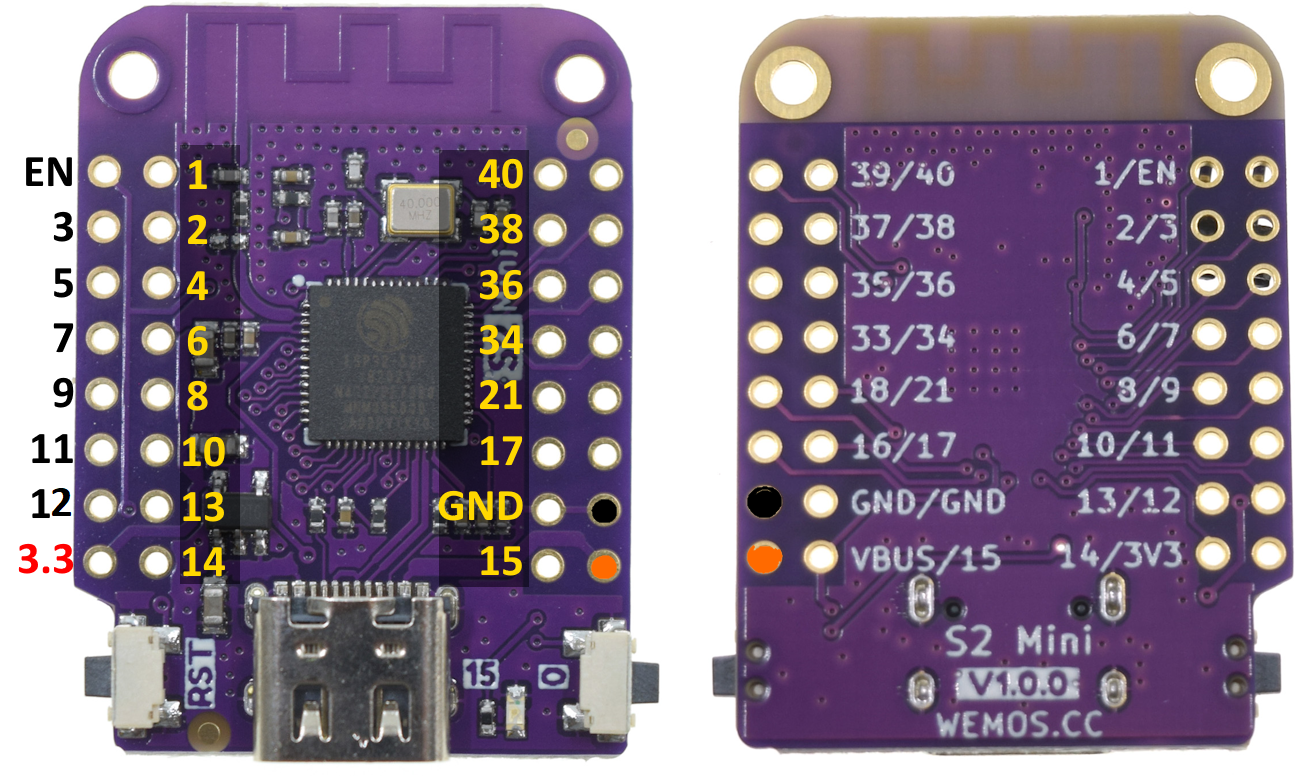 EN 1 40
3 2 38
5 4 36
7 6 34
9 8 21
11 10 17
12 13 GND
3.3 14 15
40.000
MHZ
RST
15
0
39/40 1/EN
37/38 2/3
35/36 4/5
33/34 6/7
18/21 8/9
16/17 10/11
GND/GND 13/12
VBUS/15 14/3V3
S2 Mini
V1.0.0
WEMOS.CC